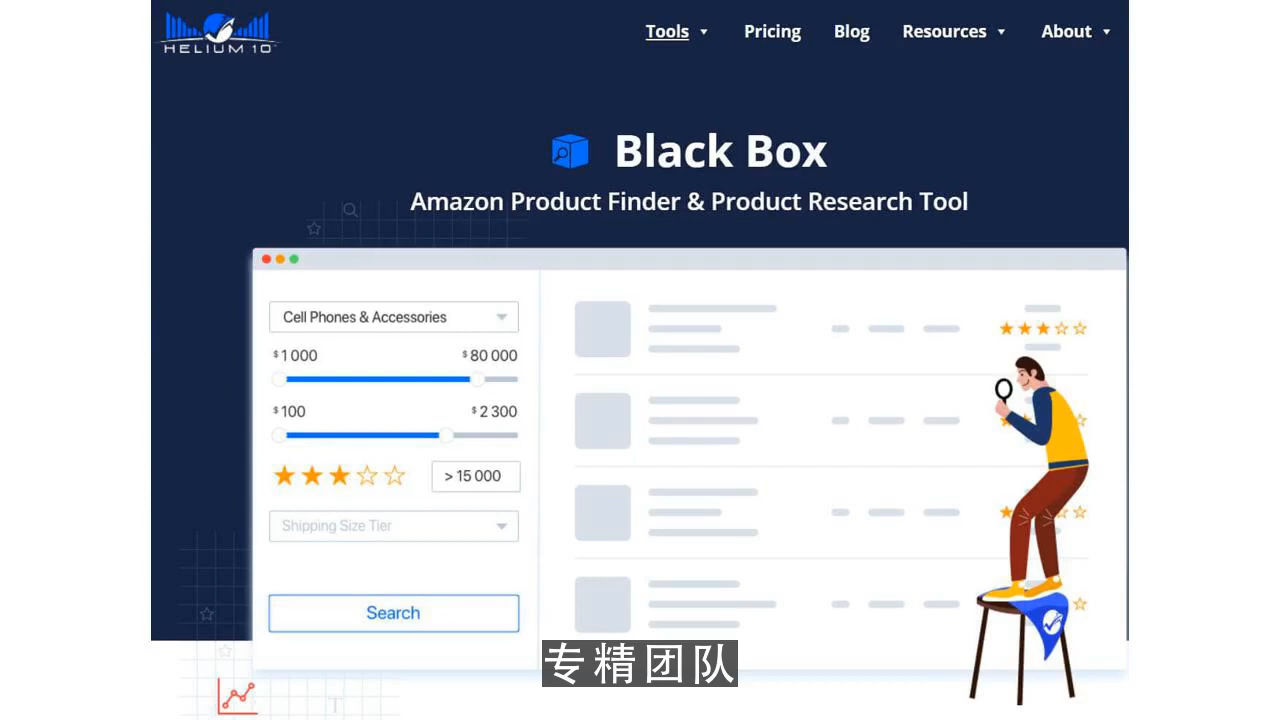 HELIUM 10
Tools
Pricing
Blog
Resources
About
Black Box
Amazon Product Finder & Product Research Tool
Cell Phones & Accessories
$1 000
$80 000
$100
$2 300
> 15 000
Shipping Size Tier
Search
专精团队